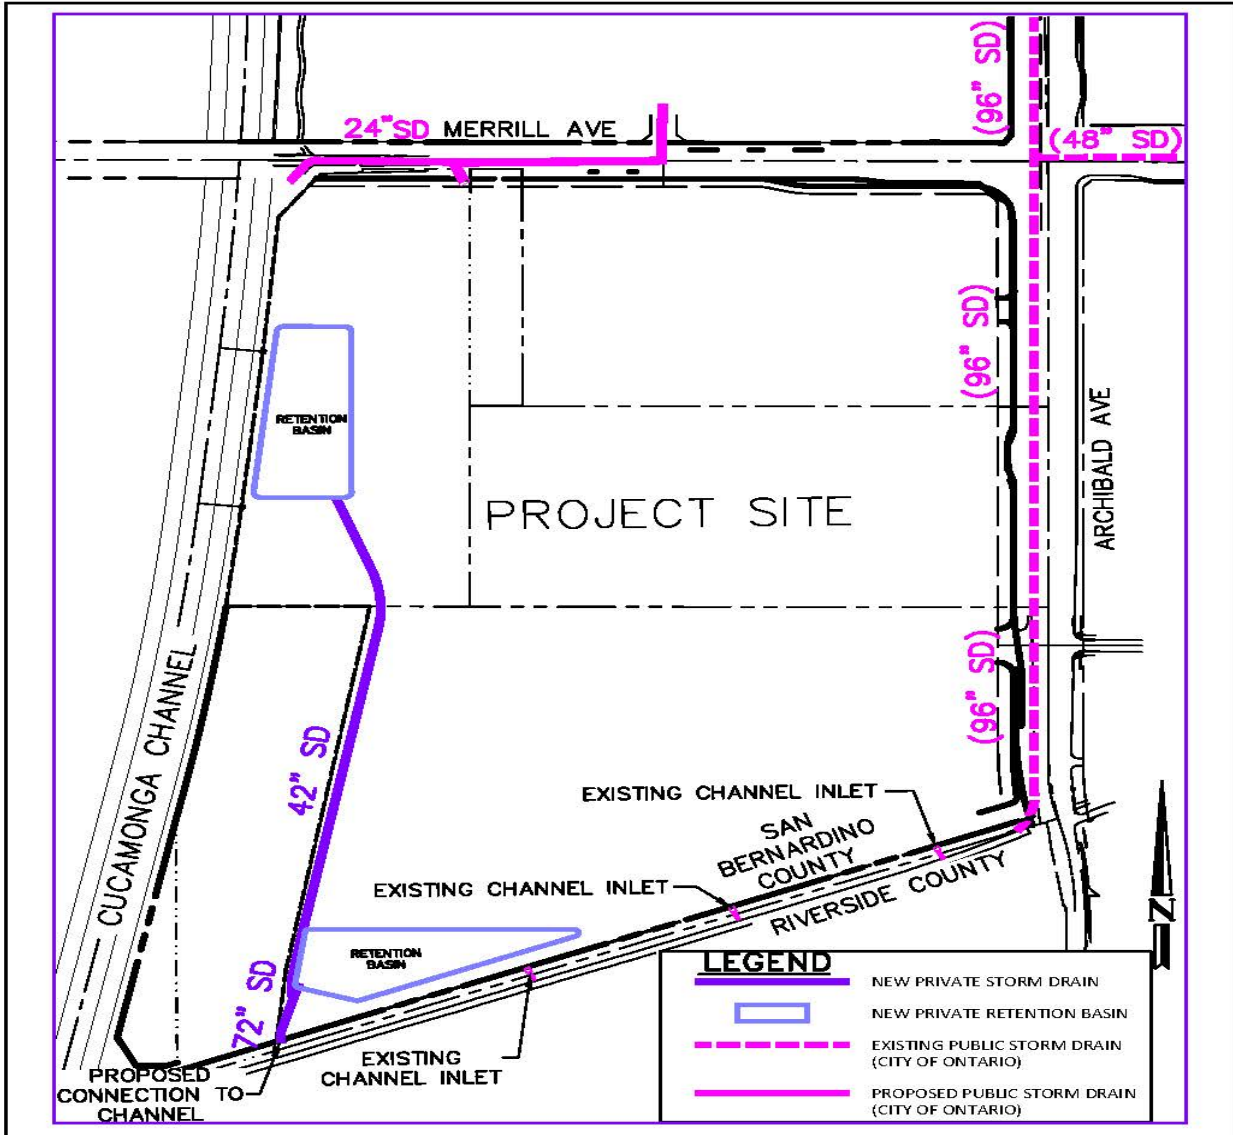 (96" SD)
24"SD MERRILL AVE
(48" SD)
(96" SD)
RETENTION
BASIN
ARCHIBALD AVE
PROJECT SITE
CUCAMONGA CHANNEL
(96" SD)
42" SD
EXISTING CHANNEL INLET
SAN
BERNARDINO
COUNTY
EXISTING CHANNEL INLET
RIVERSIDE COUNTY
N
RETENTION
BASIN
72" SD
EXISTING
CHANNEL INLET
PROPOSED
CONNECTION TO
CHANNEL
LEGEND
NEW PRIVATE STORM DRAIN
NEW PRIVATE RETENTION BASIN
EXISTING PUBLIC STORM DRAIN
(CITY OF ONTARIO)
PROPOSED PUBLIC STORM DRAIN
(CITY OF ONTARIO)